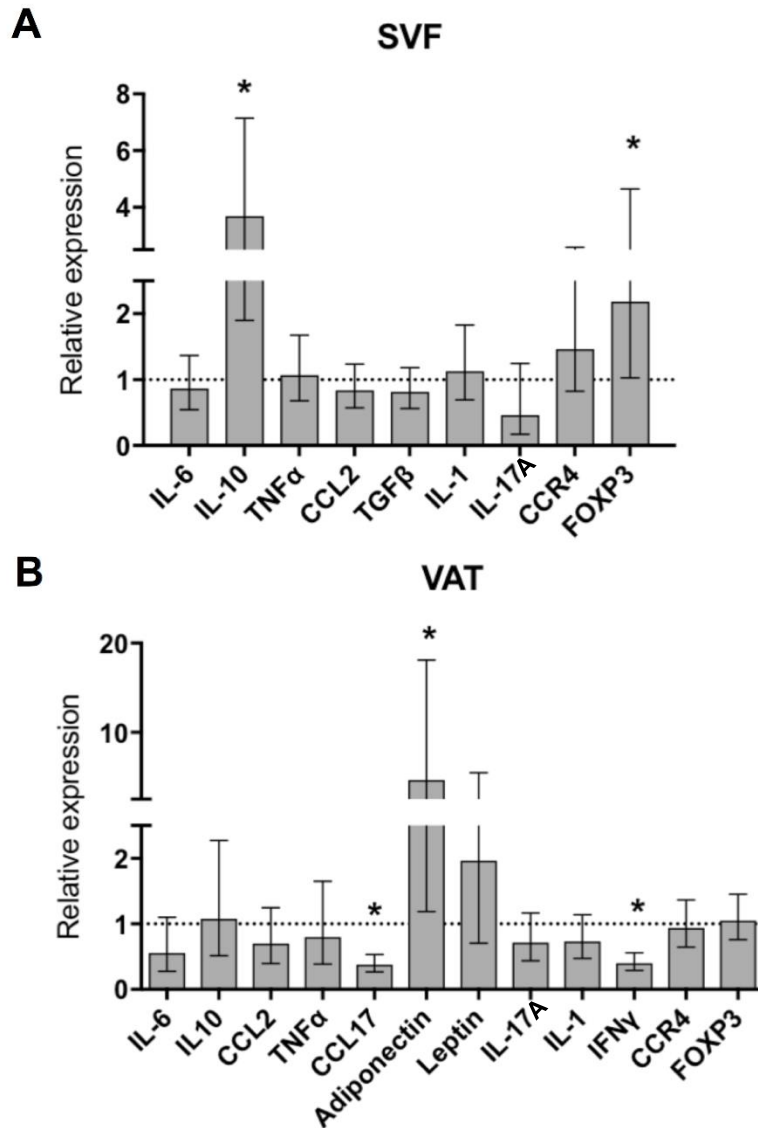 A
SVF
Relative expression
8
6
4
2
1
0
*
*
IL-6
IL-10
TNFα
CCL2
TGFβ
IL-1
IL-17A
CCR4
FOXP3
B
VAT
Relative expression
20
10
2
1
0
*
*
*
IL-6
IL10
CCL2
TNFα
CCL17
Adiponectin
Leptin
IL-17A
IL-1
IFNγ
CCR4
FOXP3